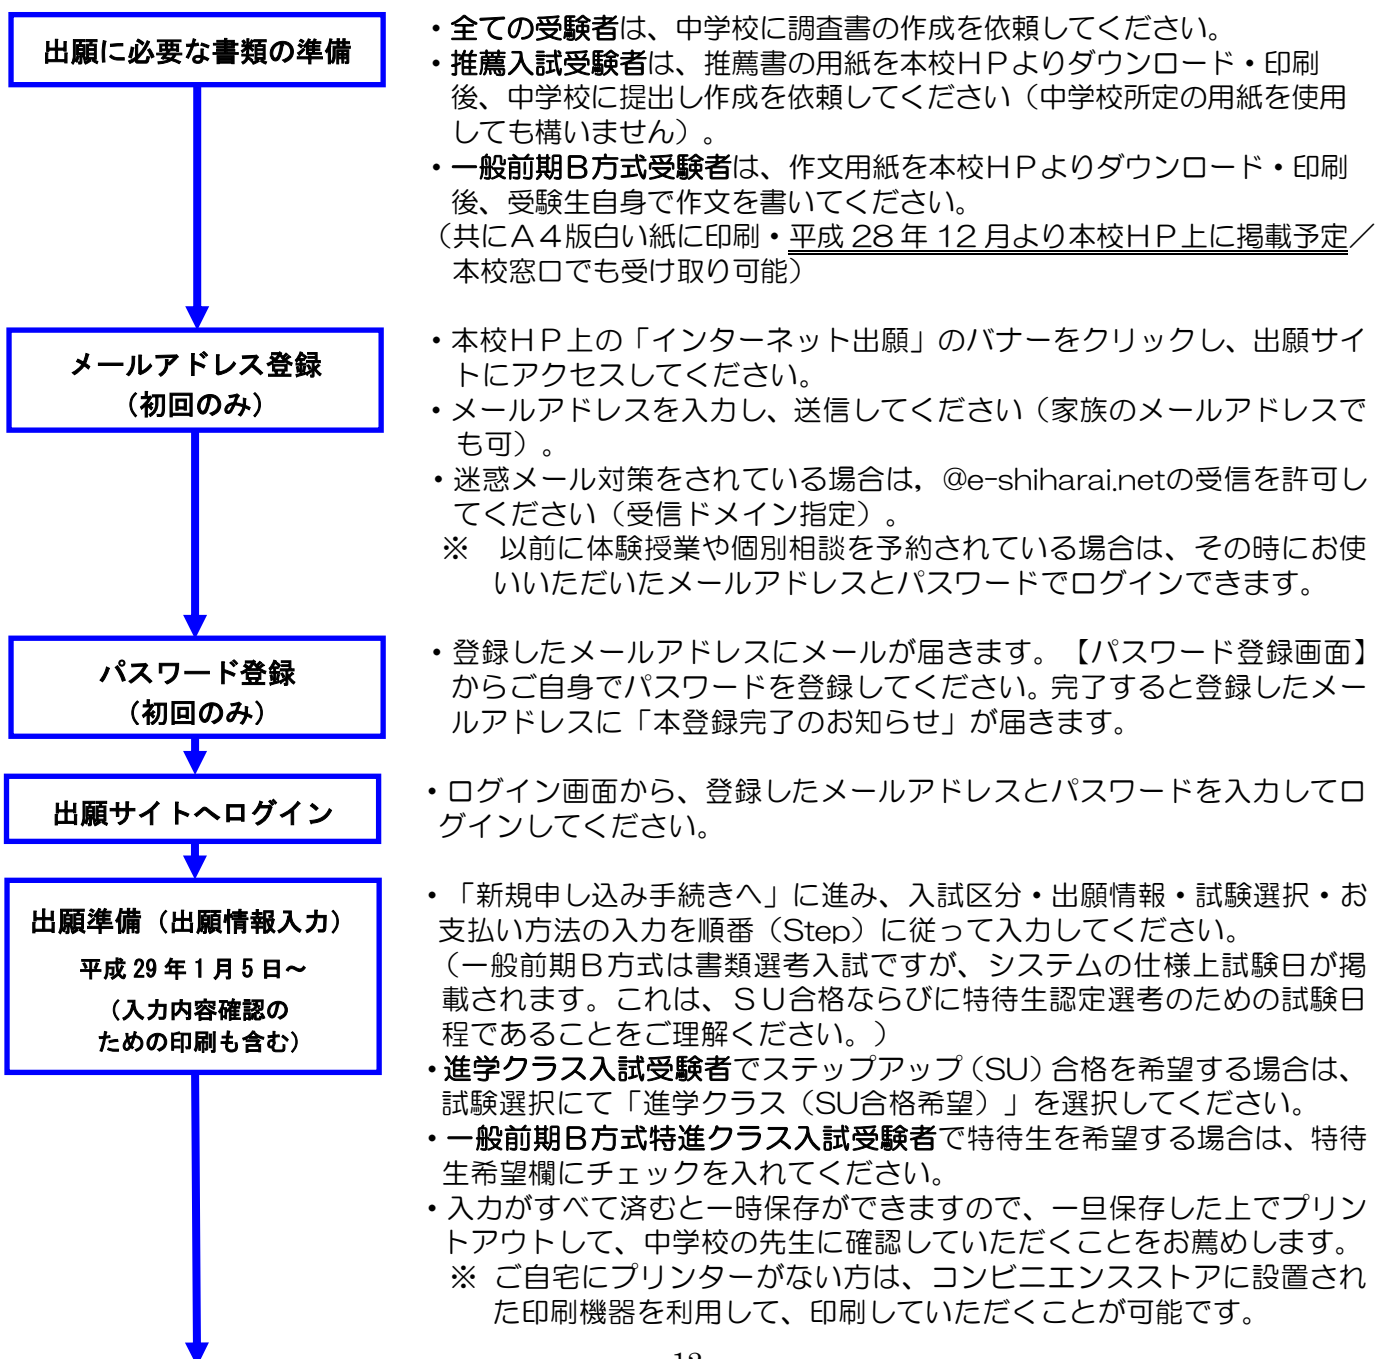 出願に必要な書類の準備
・全ての受験者は、中学校に調査書の作成を依頼してください。
・推薦入試受験者は、推薦書の用紙を本校ＨＰよりダウンロード・印刷
後、中学校に提出し作成を依頼してください（中学校所定の用紙を使用
しても構いません）。
・一般前期Ｂ方式受験者は、作文用紙を本校ＨＰよりダウンロード・印刷
後、受験生自身で作文を書いてください。
（共にＡ４版白い紙に印刷・平成 28 年 12 月より本校ＨＰ上に掲載予定／
本校窓口でも受け取り可能）
メールアドレス登録
（初回のみ）
・本校ＨＰ上の「インターネット出願」のバナーをクリックし、出願サイ
トにアクセスしてください。
・メールアドレスを入力し、送信してください（家族のメールアドレスで
も可）。
・迷惑メール対策をされている場合は，@e-shiharai.netの受信を許可し
てください（受信ドメイン指定）。
※　以前に体験授業や個別相談を予約されている場合は、その時にお使
いいただいたメールアドレスとパスワードでログインできます。
パスワード登録
（初回のみ）
・登録したメールアドレスにメールが届きます。【パスワード登録画面】
からご自身でパスワードを登録してください。完了すると登録したメー
ルアドレスに「本登録完了のお知らせ」が届きます。
出願サイトへログイン
・ログイン画面から、登録したメールアドレスとパスワードを入力してロ
グインしてください。
出願準備（出願情報入力）
平成 29 年 1 月 5 日～
（入力内容確認の
ための印刷も含む）
・「新規申し込み手続きへ」に進み、入試区分・出願情報・試験選択・お
支払い方法の入力を順番（Step）に従って入力してください。
（一般前期Ｂ方式は書類選考入試ですが、システムの仕様上試験日が掲
載されます。これは、ＳＵ合格ならびに特待生認定選考のための試験日
程であることをご理解ください。）
・進学クラス入試受験者でステップアップ（SU）合格を希望する場合は、
試験選択にて「進学クラス（SU合格希望）」を選択してください。
・一般前期Ｂ方式特進クラス入試受験者で特待生を希望する場合は、特待
生希望欄にチェックを入れてください。
・入力がすべて済むと一時保存ができますので、一旦保存した上でプリン
トアウトして、中学校の先生に確認していただくことをお薦めします。
※ ご自宅にプリンターがない方は、コンビニエンスストアに設置され
た印刷機器を利用して、印刷していただくことが可能です。